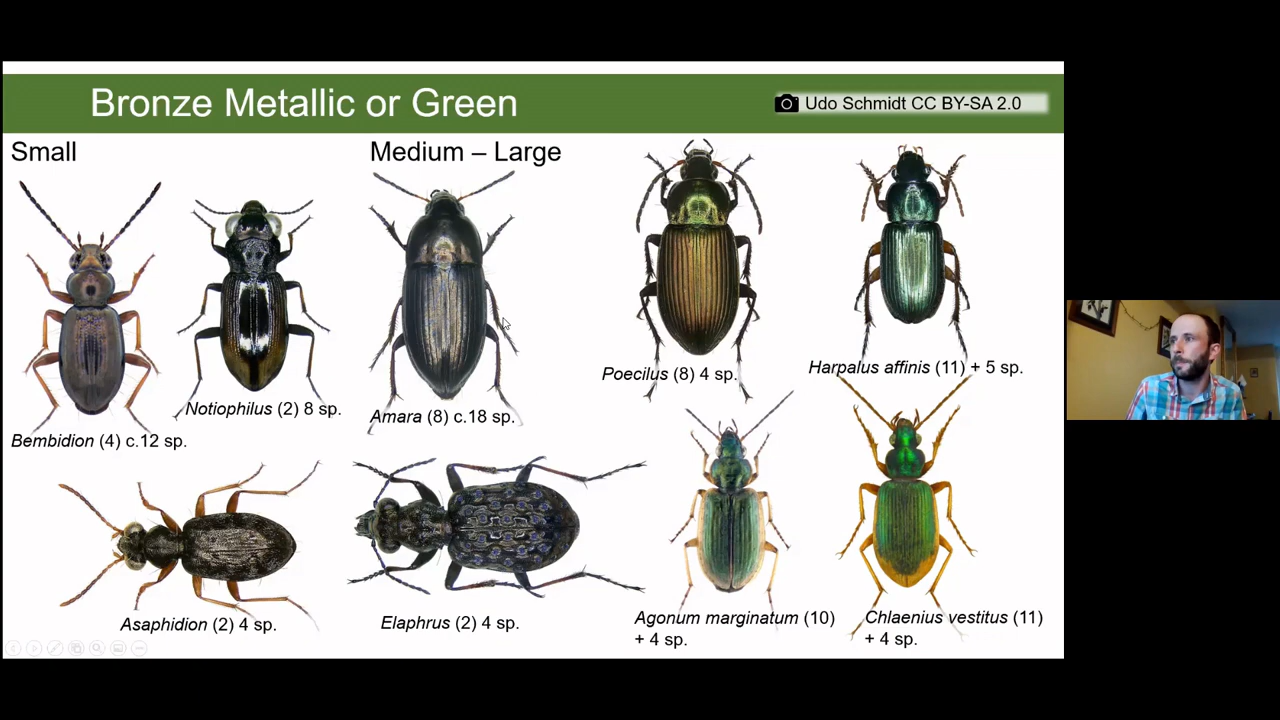 Bronze Metallic or Green
Udo Schmidt CC BY-SA 2.0
Small
Medium – Large
Poecilus (8) 4 sp.
Harpalus affinis (11) + 5 sp.
Notiophilus (2) 8 sp.
Amara (8) c.18 sp.
Bembidion (4) c.12 sp.
Asaphidion (2) 4 sp.
Elaphrus (2) 4 sp.
Agonum marginatum (10)
+ 4 sp.
Chlaenius vestitus (11)
+ 4 sp.